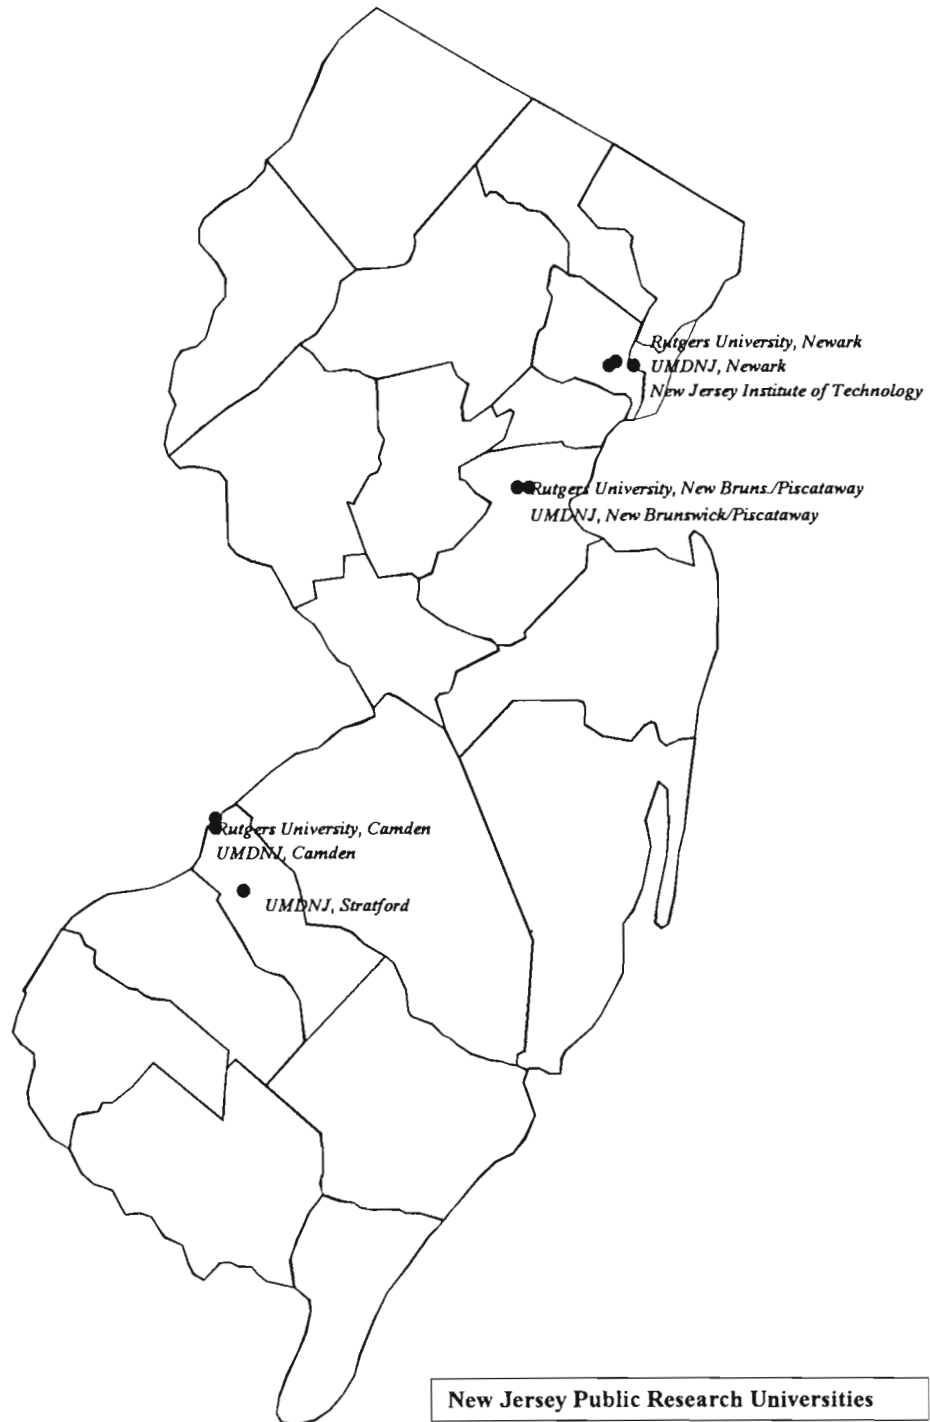 Rutgers University, Newark
UMDNJ, Newark
New Jersey Institute of Technology
Rutgers University, New Bruns./Piscataway
UMDNJ, New Brunswick/Piscataway
Rutgers University, Camden
UMDNJ, Camden
UMDNJ, Stratford
New Jersey Public Research Universities